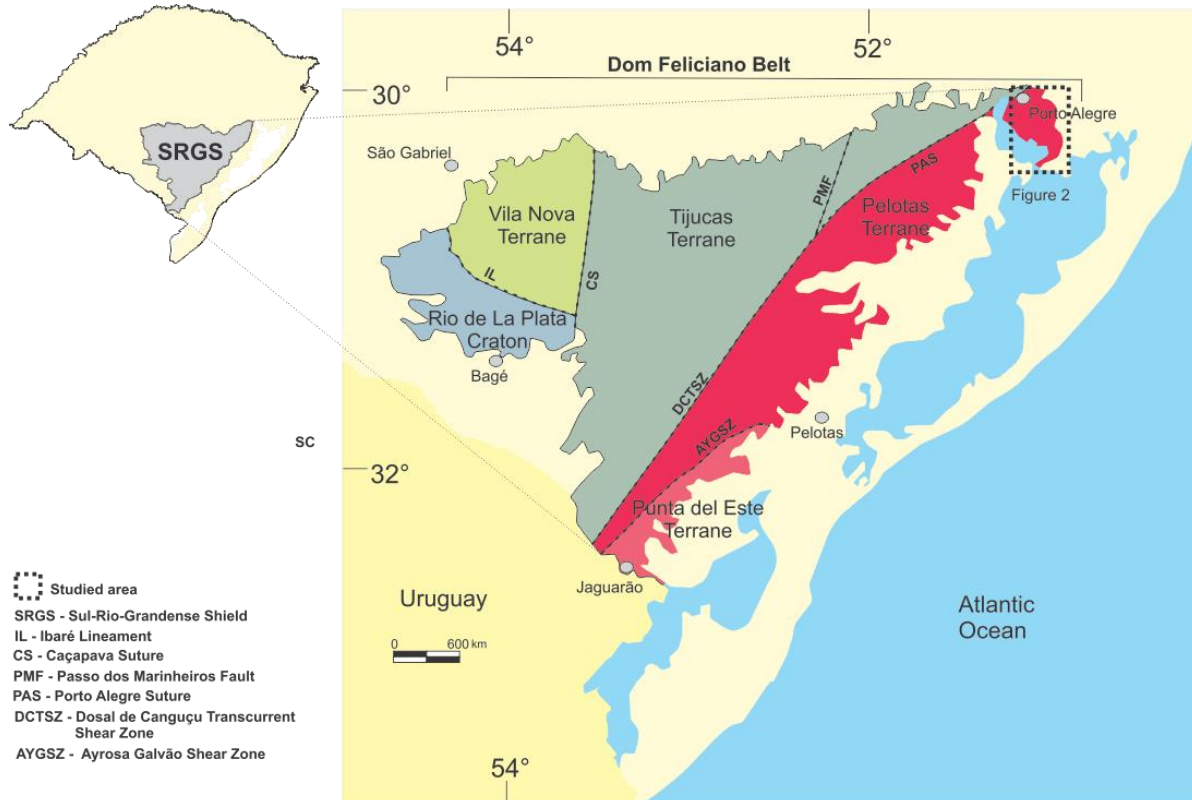 54°
52°
Dom Feliciano Belt
30°
Porto Alegre
SRGS
São Gabriel
PMF
PAS
Figure 2
Vila Nova
Terrane
Tijucas
Terrane
Pelotas
Terrane
IL
CS
Rio de La Plata
Craton
Bagé
DCTSZ
AYGSZ
Pelotas
SC
32°
Punta del Este
Terrane
Jaguarão
Uruguay
Atlantic
Ocean
0 600 km
Studied area
SRGS - Sul-Rio-Grandense Shield
IL - Ibaré Lineament
CS - Caçapava Suture
PMF - Passo dos Marinheiros Fault
PAS - Porto Alegre Suture
DCTSZ - Dosal de Canguçu Transcurrent
Shear Zone
AYGSZ - Ayrosa Galvão Shear Zone
54°